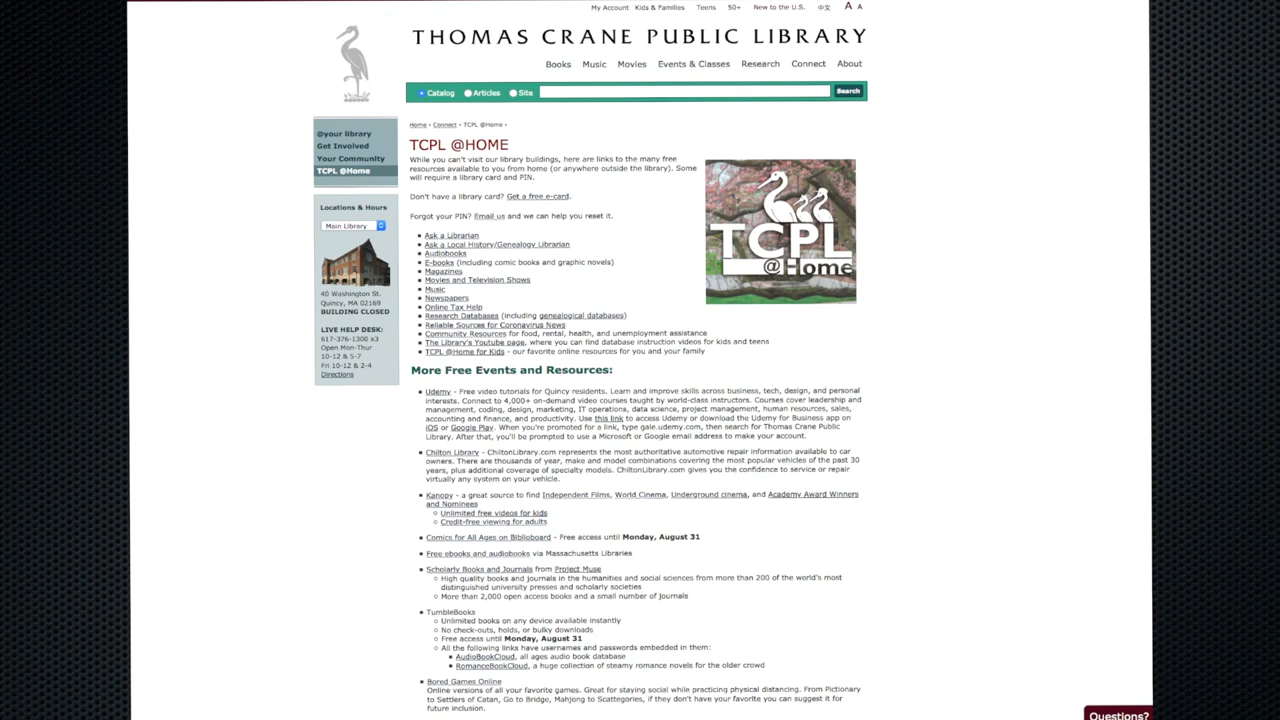 My Account Kids & Families Teens 50+ New to the U.S. 中文 A A
THOMAS CRANE PUBLIC LIBRARY
Books Music Movies Events & Classes Research Connect About
Catalog Articles Site Search
@your library
Get Involved
Your Community
TCPL @Home
Locations & Hours
Main Library
40 Washington St.
Quincy, MA 02169
BUILDING CLOSED
LIVE HELP DESK:
617-376-1300 x3
Open Mon-Thur
10-12 & 5-7
Fri 10-12 & 2-4
Directions
Home › Connect › TCPL @Home ›
TCPL @HOME
While you can't visit our library buildings, here are links to the many free
resources available to you from home (or anywhere outside the library). Some
will require a library card and PIN.
Don't have a library card? Get a free e-card.
Forgot your PIN? Email us and we can help you reset it.
TCPL
@Home
Ask a Librarian
Ask a Local History/Genealogy Librarian
Audiobooks
E-books (including comic books and graphic novels)
Magazines
Movies and Television Shows
Music
Newspapers
Online Tax Help
Research Databases (including genealogical databases)
Reliable Sources for Coronavirus News
Community Resources for food, rental, health, and unemployment assistance
The Library's Youtube page, where you can find database instruction videos for kids and teens
TCPL @Home for Kids - our favorite online resources for you and your family
More Free Events and Resources:
Udemy - Free video tutorials for Quincy residents. Learn and improve skills across business, tech, design, and personal
interests. Connect to 4,000+ on-demand video courses taught by world-class instructors. Courses cover leadership and
management, coding, design, marketing, IT operations, data science, project management, human resources, sales,
accounting and finance, and productivity. Use this link to access Udemy or download the Udemy for Business app on
iOS or Google Play. When you're prompted for a link, type gale.udemy.com, then search for Thomas Crane Public
Library. After that, you'll be prompted to use a Microsoft or Google email address to make your account.
Chilton Library - ChiltonLibrary.com represents the most authoritative automotive repair information available to car
owners. There are thousands of year, make and model combinations covering the most popular vehicles of the past 30
years, plus additional coverage of specialty models. ChiltonLibrary.com gives you the confidence to service or repair
virtually any system on your vehicle.
Kanopy - a great source to find Independent Films, World Cinema, Underground cinema, and Academy Award Winners
and Nominees
Unlimited free videos for kids
Credit-free viewing for adults
Comics for All Ages on Biblioboard - Free access until Monday, August 31
Free ebooks and audiobooks via Massachusetts Libraries
Scholarly Books and Journals from Project Muse
High quality books and journals in the humanities and social sciences from more than 200 of the world's most
distinguished university presses and scholarly societies
More than 2,000 open access books and a small number of journals
TumbleBooks
Unlimited books on any device available instantly
No check-outs, holds, or bulky downloads
Free access until Monday, August 31
All the following links have usernames and passwords embedded in them:
AudioBookCloud, all ages audio book database
RomanceBookCloud, a huge collection of steamy romance novels for the older crowd
Bored Games Online
Online versions of all your favorite games. Great for staying social while practicing physical distancing. From Pictionary
to Settlers of Catan, Go to Bridge, Mahjong to Scattegories, if they don't have your favorite you can suggest it for
future inclusion.
Questions?